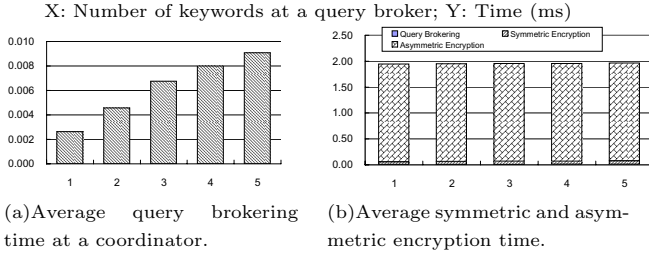 X: Number of keywords at a query broker; Y: Time (ms)
0.010
0.008
0.006
0.004
0.002
0.000
1 2 3 4 5
(a)Average query brokering
time at a coordinator.
2.50
2.00
1.50
1.00
0.50
0.00
Query Brokering Symmetric Encryption
Asymmetric Encryption
1 2 3 4 5
(b)Average symmetric and asym-
metric encryption time.